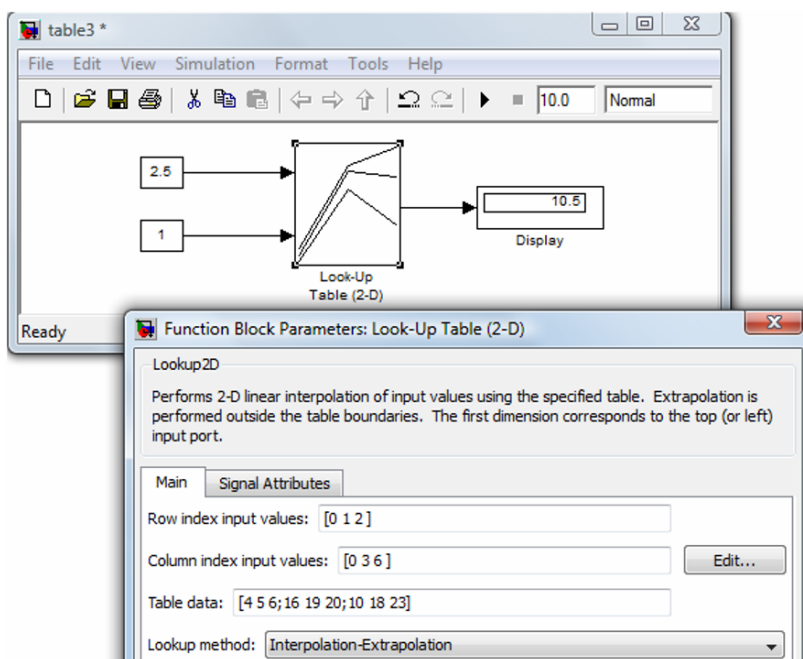 table3 *
File Edit View Simulation Format Tools Help
10.0 Normal
2.5
10.5
1
Display
Look-Up
Table (2-D)
Ready
Function Block Parameters: Look-Up Table (2-D)
Lookup2D
Performs 2-D linear interpolation of input values using the specified table. Extrapolation is
performed outside the table boundaries. The first dimension corresponds to the top (or left)
input port.
Main Signal Attributes
Row index input values: [0 1 2 ]
Column index input values: [0 3 6 ] Edit...
Table data: [4 5 6;16 19 20;10 18 23]
Lookup method: Interpolation-Extrapolation